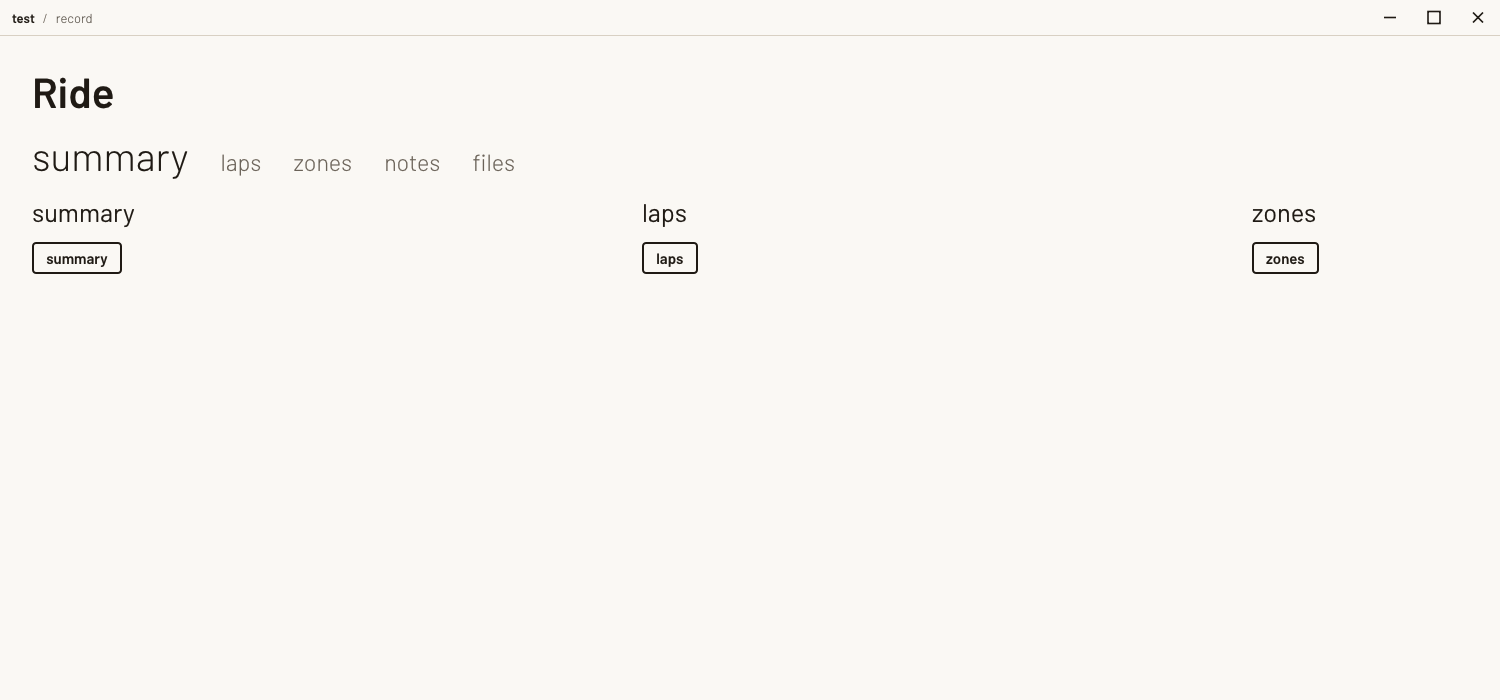 test / record
Ride
summary laps zones notes files
summary laps zones
summary laps zones